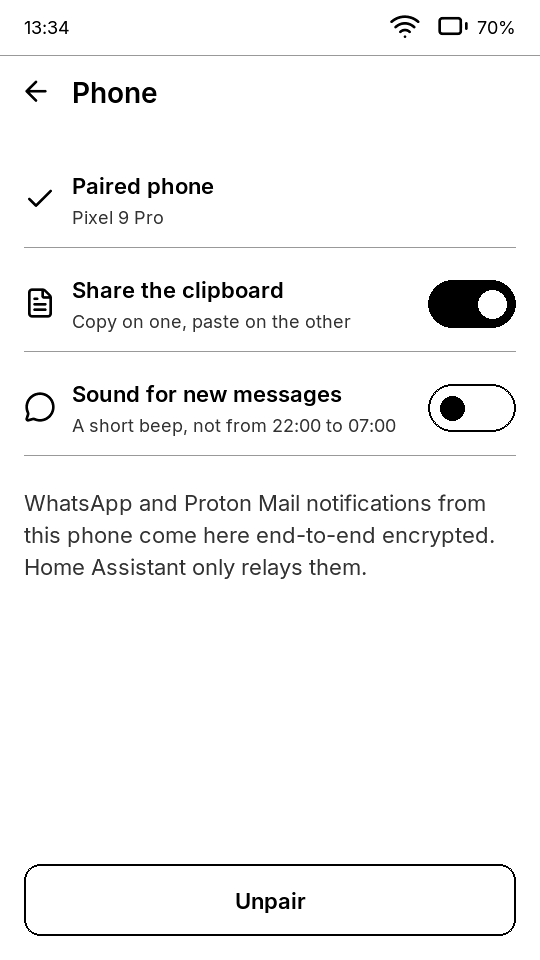 13:34
70%
Phone
Paired phone
Pixel 9 Pro
Share the clipboard
Copy on one, paste on the other
Sound for new messages
A short beep, not from 22:00 to 07:00
WhatsApp and Proton Mail notifications from
this phone come here end-to-end encrypted.
Home Assistant only relays them.
Unpair